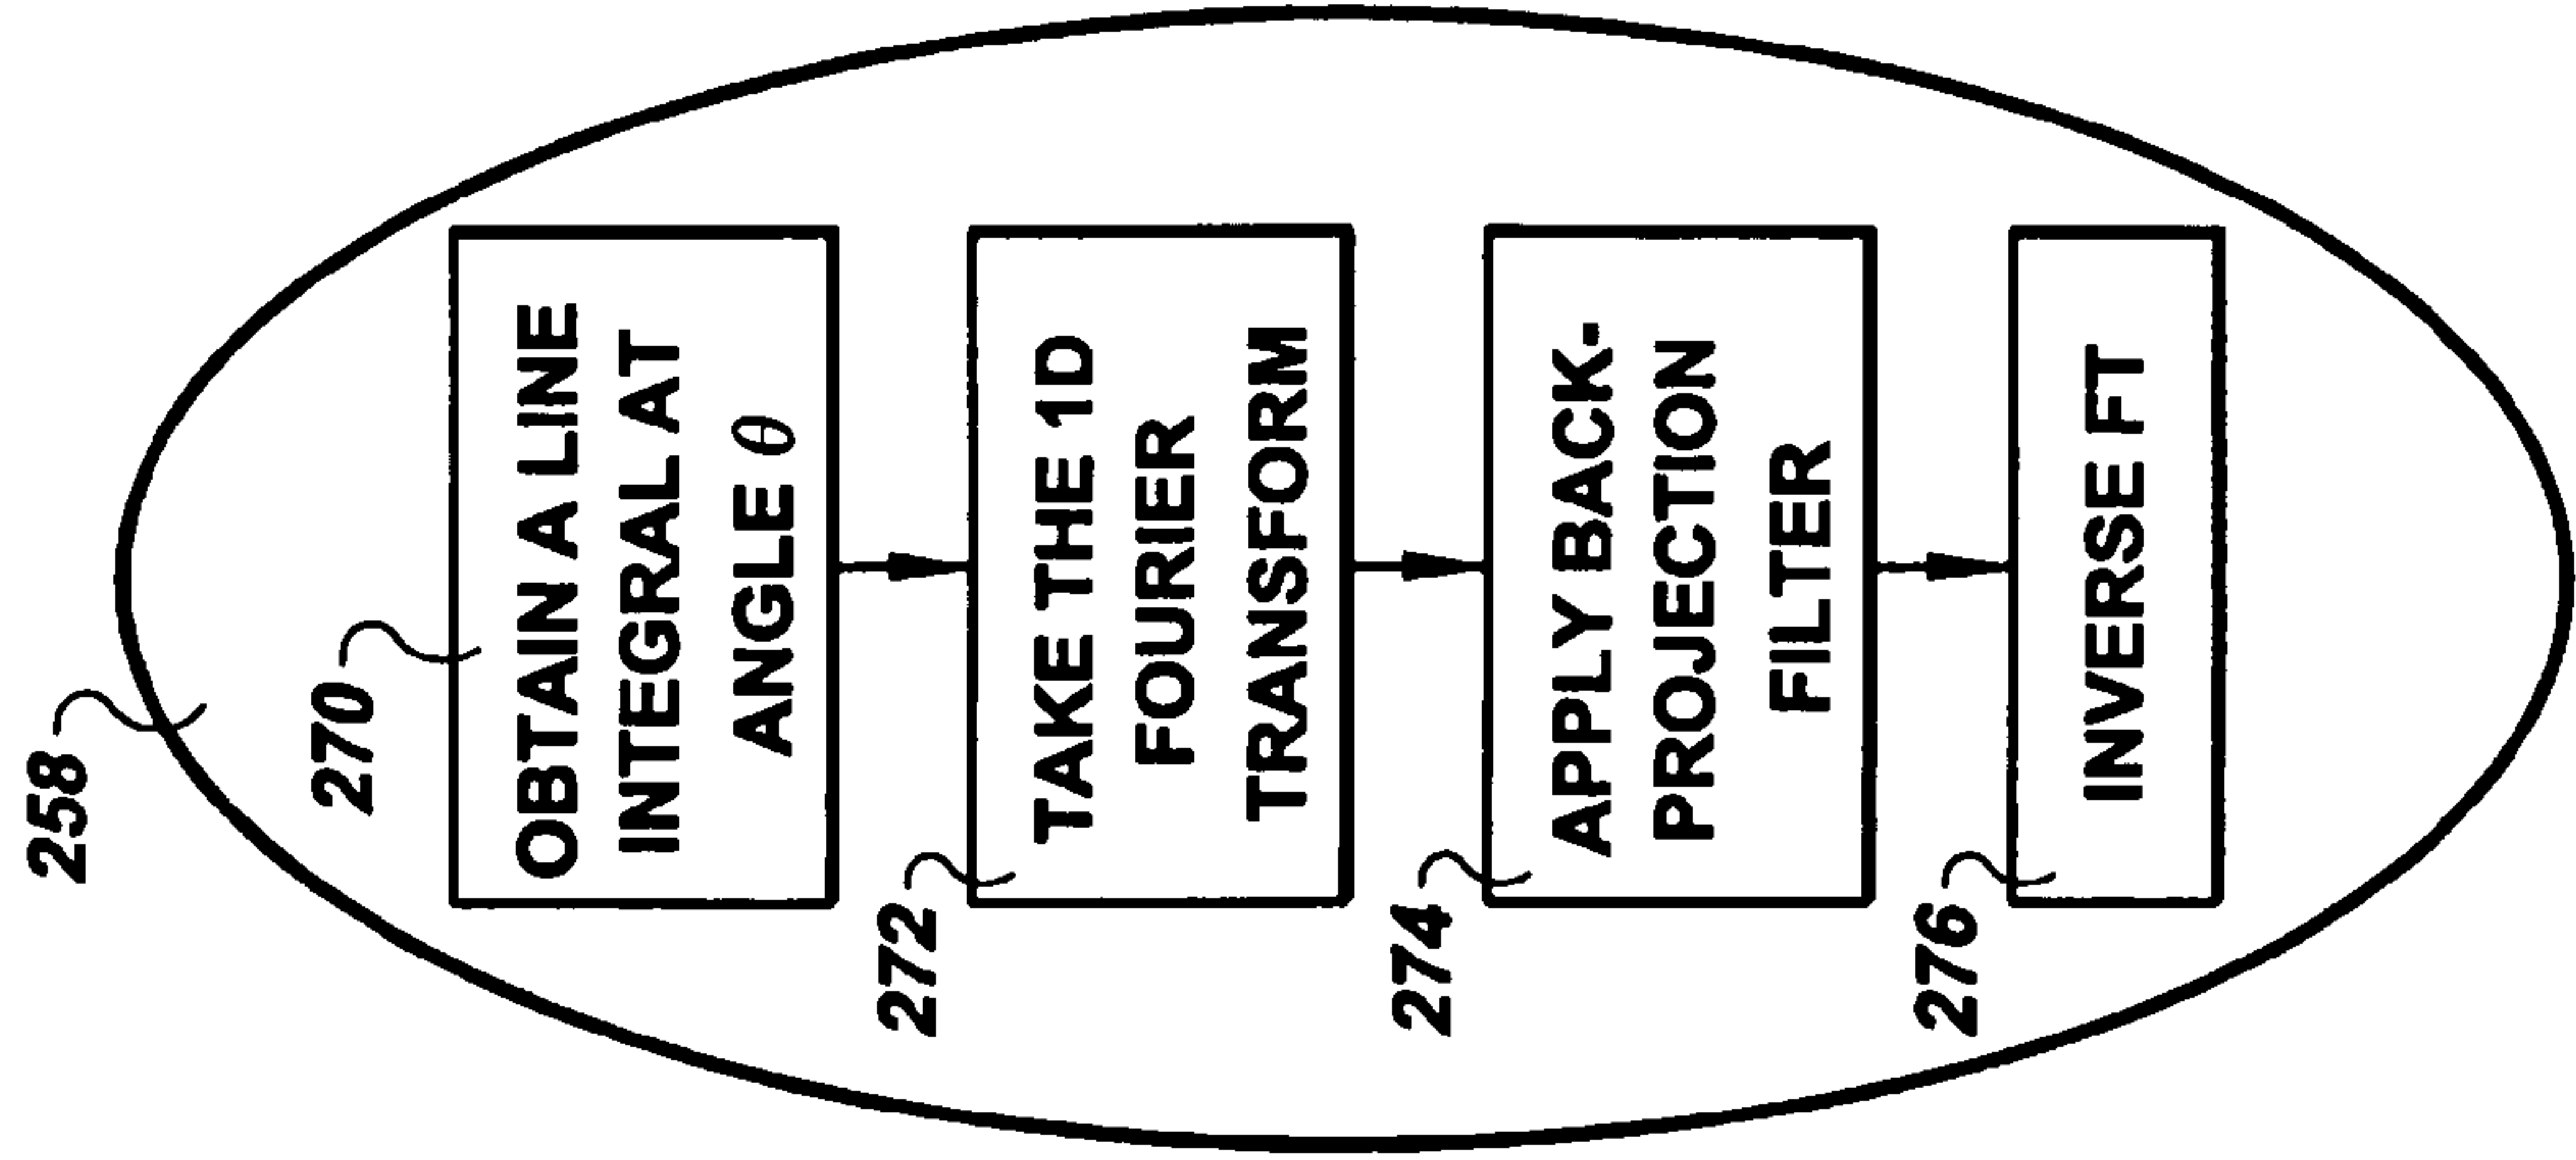 258
270
OBTAIN A LINE
INTEGRAL AT
ANGLE θ
272
TAKE THE 1D
FOURIER
TRANSFORM
274
APPLY BACK-
PROJECTION
FILTER
276
INVERSE FT